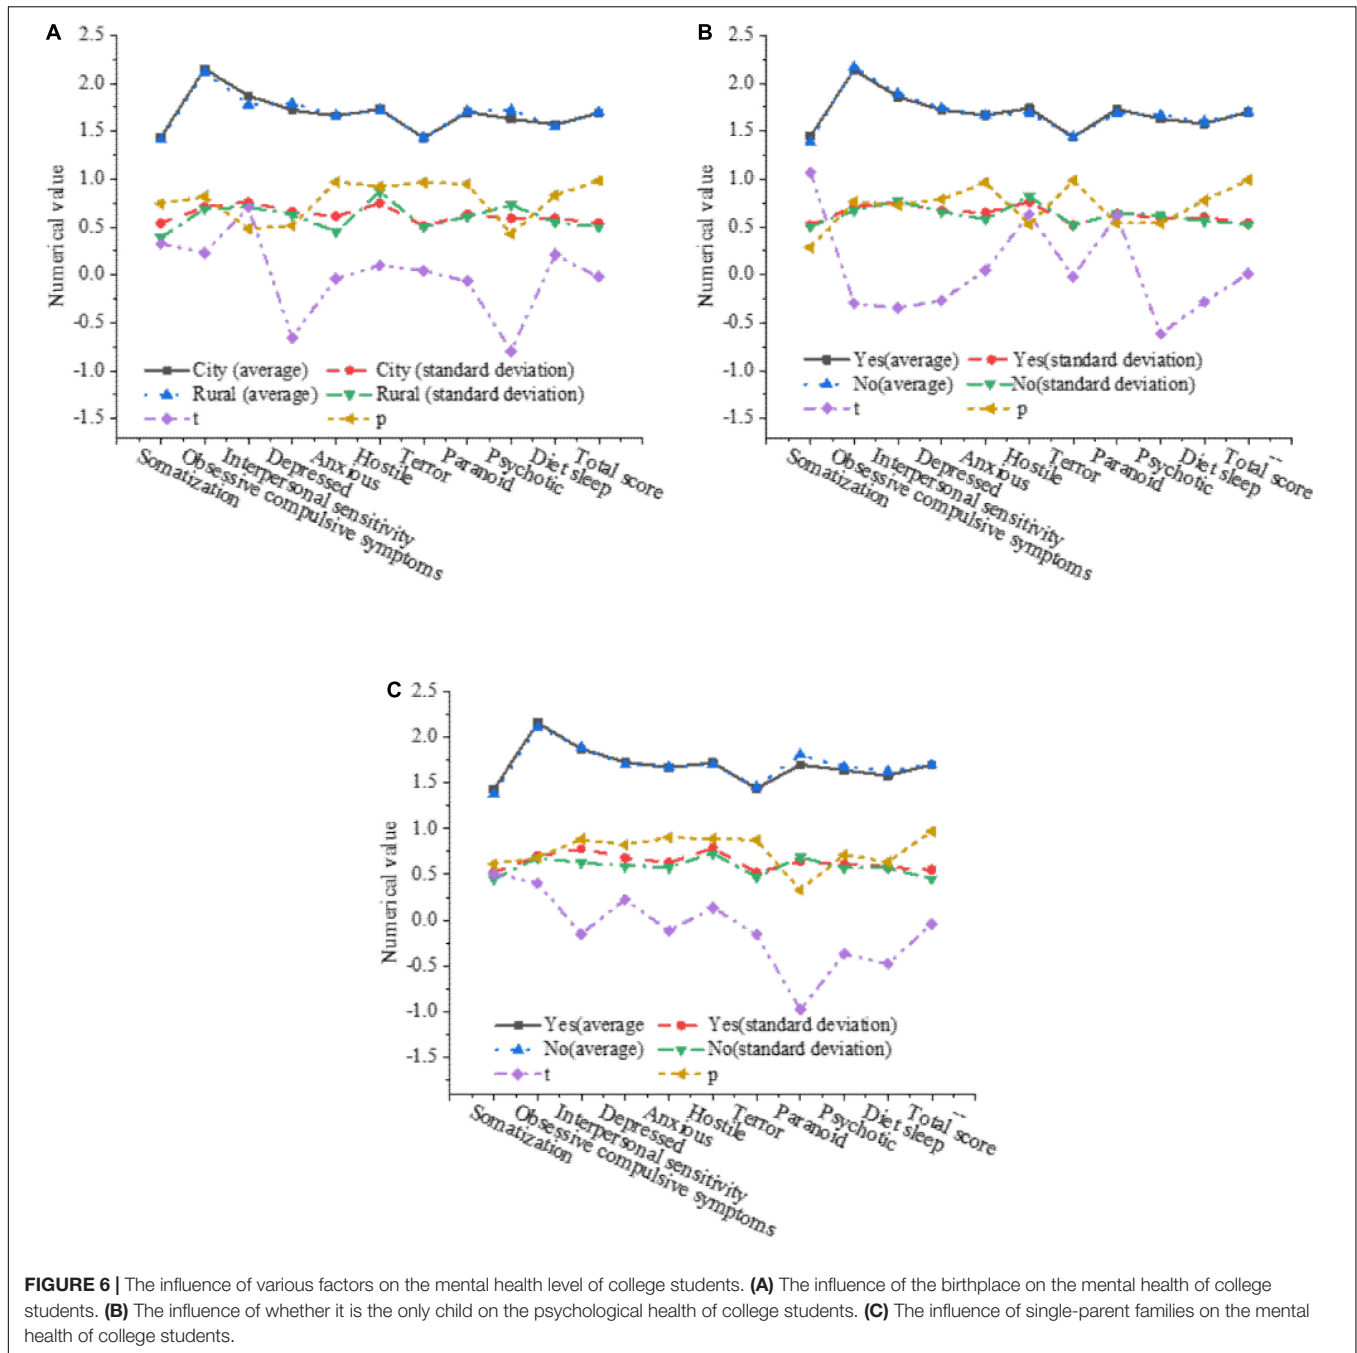 A
2.5
2.0
1.5
1.0
0.5
0.0
-0.5
-1.0
-1.5
Numerical value
City (average)
City (standard deviation)
Rural (average)
Rural (standard deviation)
t
p
Somatization
Obsessive compulsive symptoms
Interpersonal sensitivity
Depressed
Anxious
Hostile
Terror
Paranoid
Psychotic
Diet sleep
Total score
B
2.5
2.0
1.5
1.0
0.5
0.0
-0.5
-1.0
-1.5
Numerical value
Yes(average)
Yes(standard deviation)
No(average)
No(standard deviation)
t
p
Somatization
Obsessive compulsive symptoms
Interpersonal sensitivity
Depressed
Anxious
Hostile
Terror
Paranoid
Psychotic
Diet sleep
Total score
--
C
2.5
2.0
1.5
1.0
0.5
0.0
-0.5
-1.0
-1.5
Numerical value
Yes(average
Yes(standard deviation)
No(average)
No(standard deviation)
t
p
Somatization
Obsessive compulsive symptoms
Interpersonal sensitivity
Depressed
Anxious
Hostile
Terror
Paranoid
Psychotic
Diet sleep
Total score
--
FIGURE 6 | The influence of various factors on the mental health level of college students. (A) The influence of the birthplace on the mental health of college
students. (B) The influence of whether it is the only child on the psychological health of college students. (C) The influence of single-parent families on the mental
health of college students.